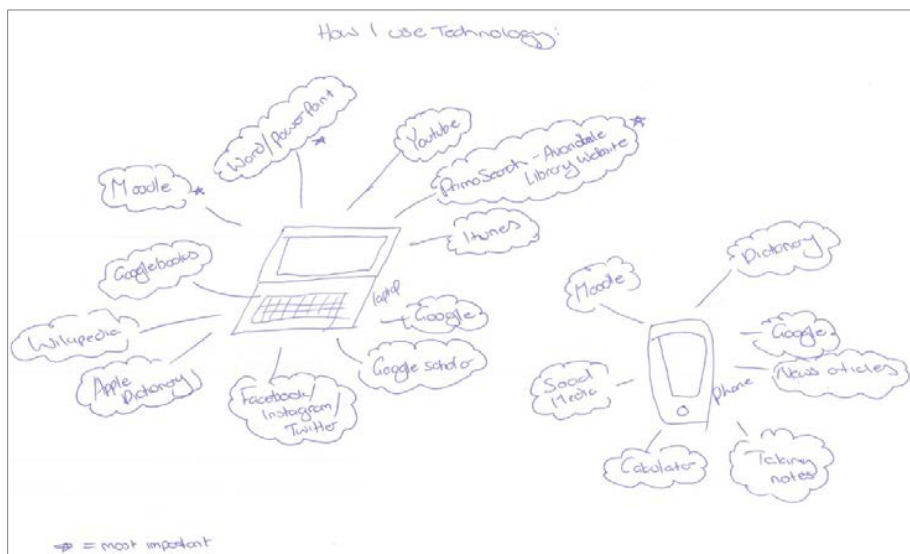 How I use Technology:
Word/PowerPoint
Youtube
PrimoSearch - Avondale
Library Website
Moodle
Itunes
Googlebooks
laptop
Google
Wikipedia
Google scholar
Apple
Dictionary
Facebook/
Instagram/
Twitter
Dictionary
Moodle
Google
News articles
Social
Media
phone
Calculator
Taking
notes
= most important